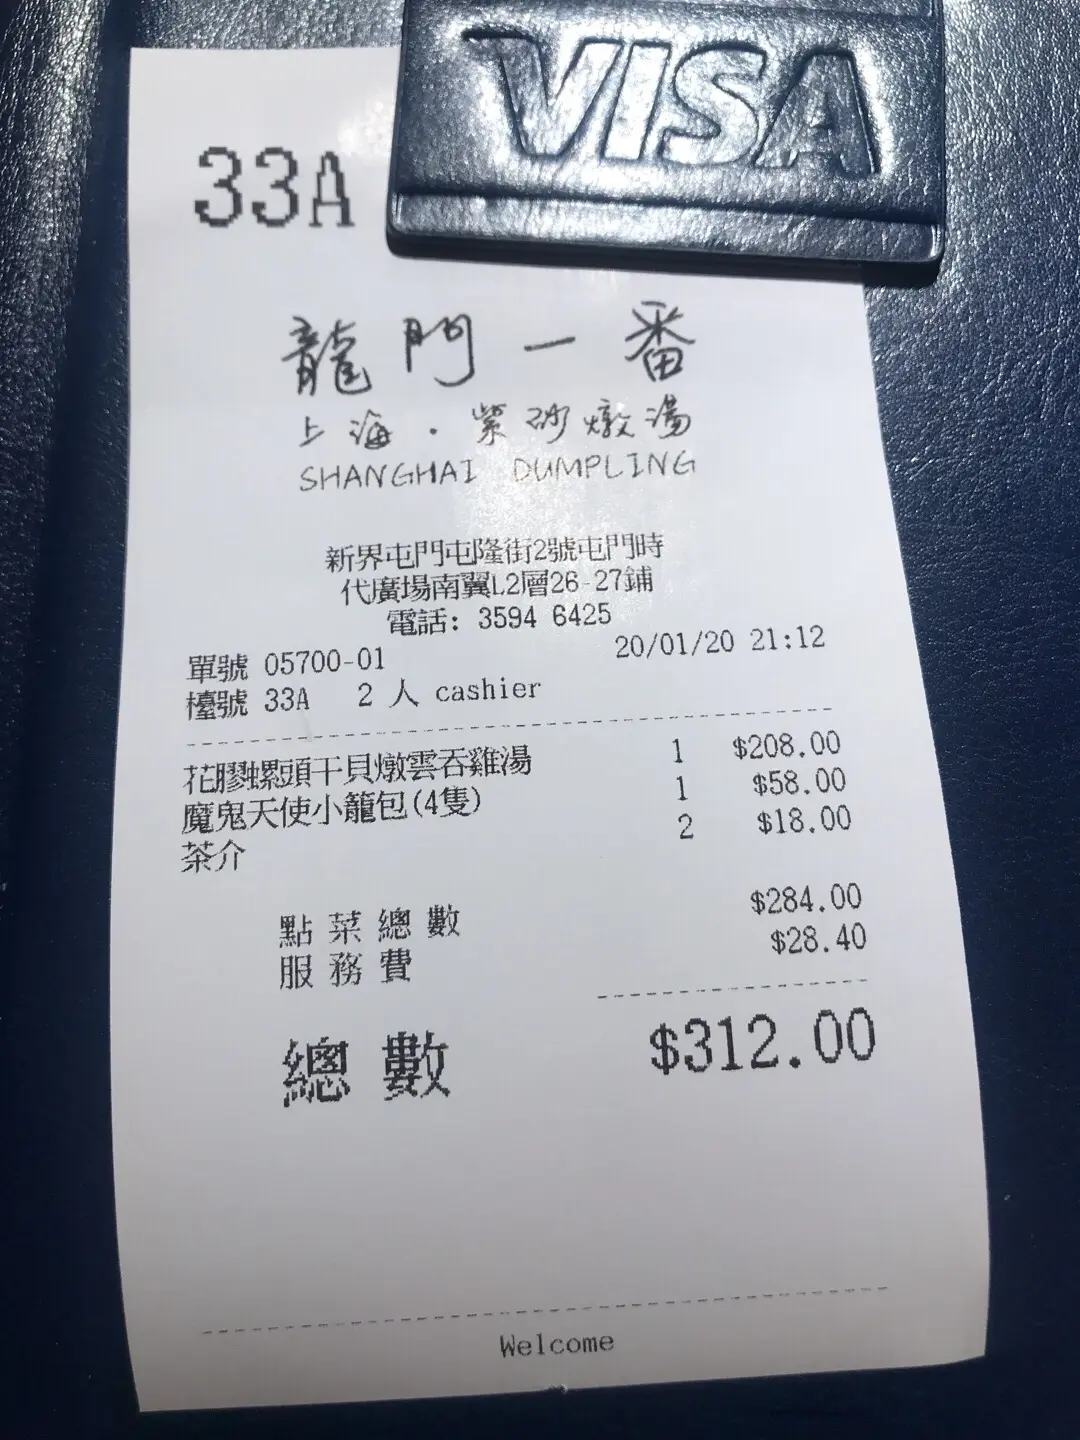 VISA
33A
龍門一番
上海·紫砂燉湯
SHANGHAI DUMPLING
新界屯門屯隆街2號屯門時
代廣場南翼L2層26-27鋪
電話: 3594 6425
單號 05700-01 20/01/20 21:12
檯號 33A 2 人 cashier
花膠螺頭干貝燉雲吞雞湯 1 $208.00
魔鬼天使小籠包(4隻) 1 $58.00
茶介 2 $18.00
點菜總數 $284.00
服務費 $28.40
總數 $312.00
Welcome